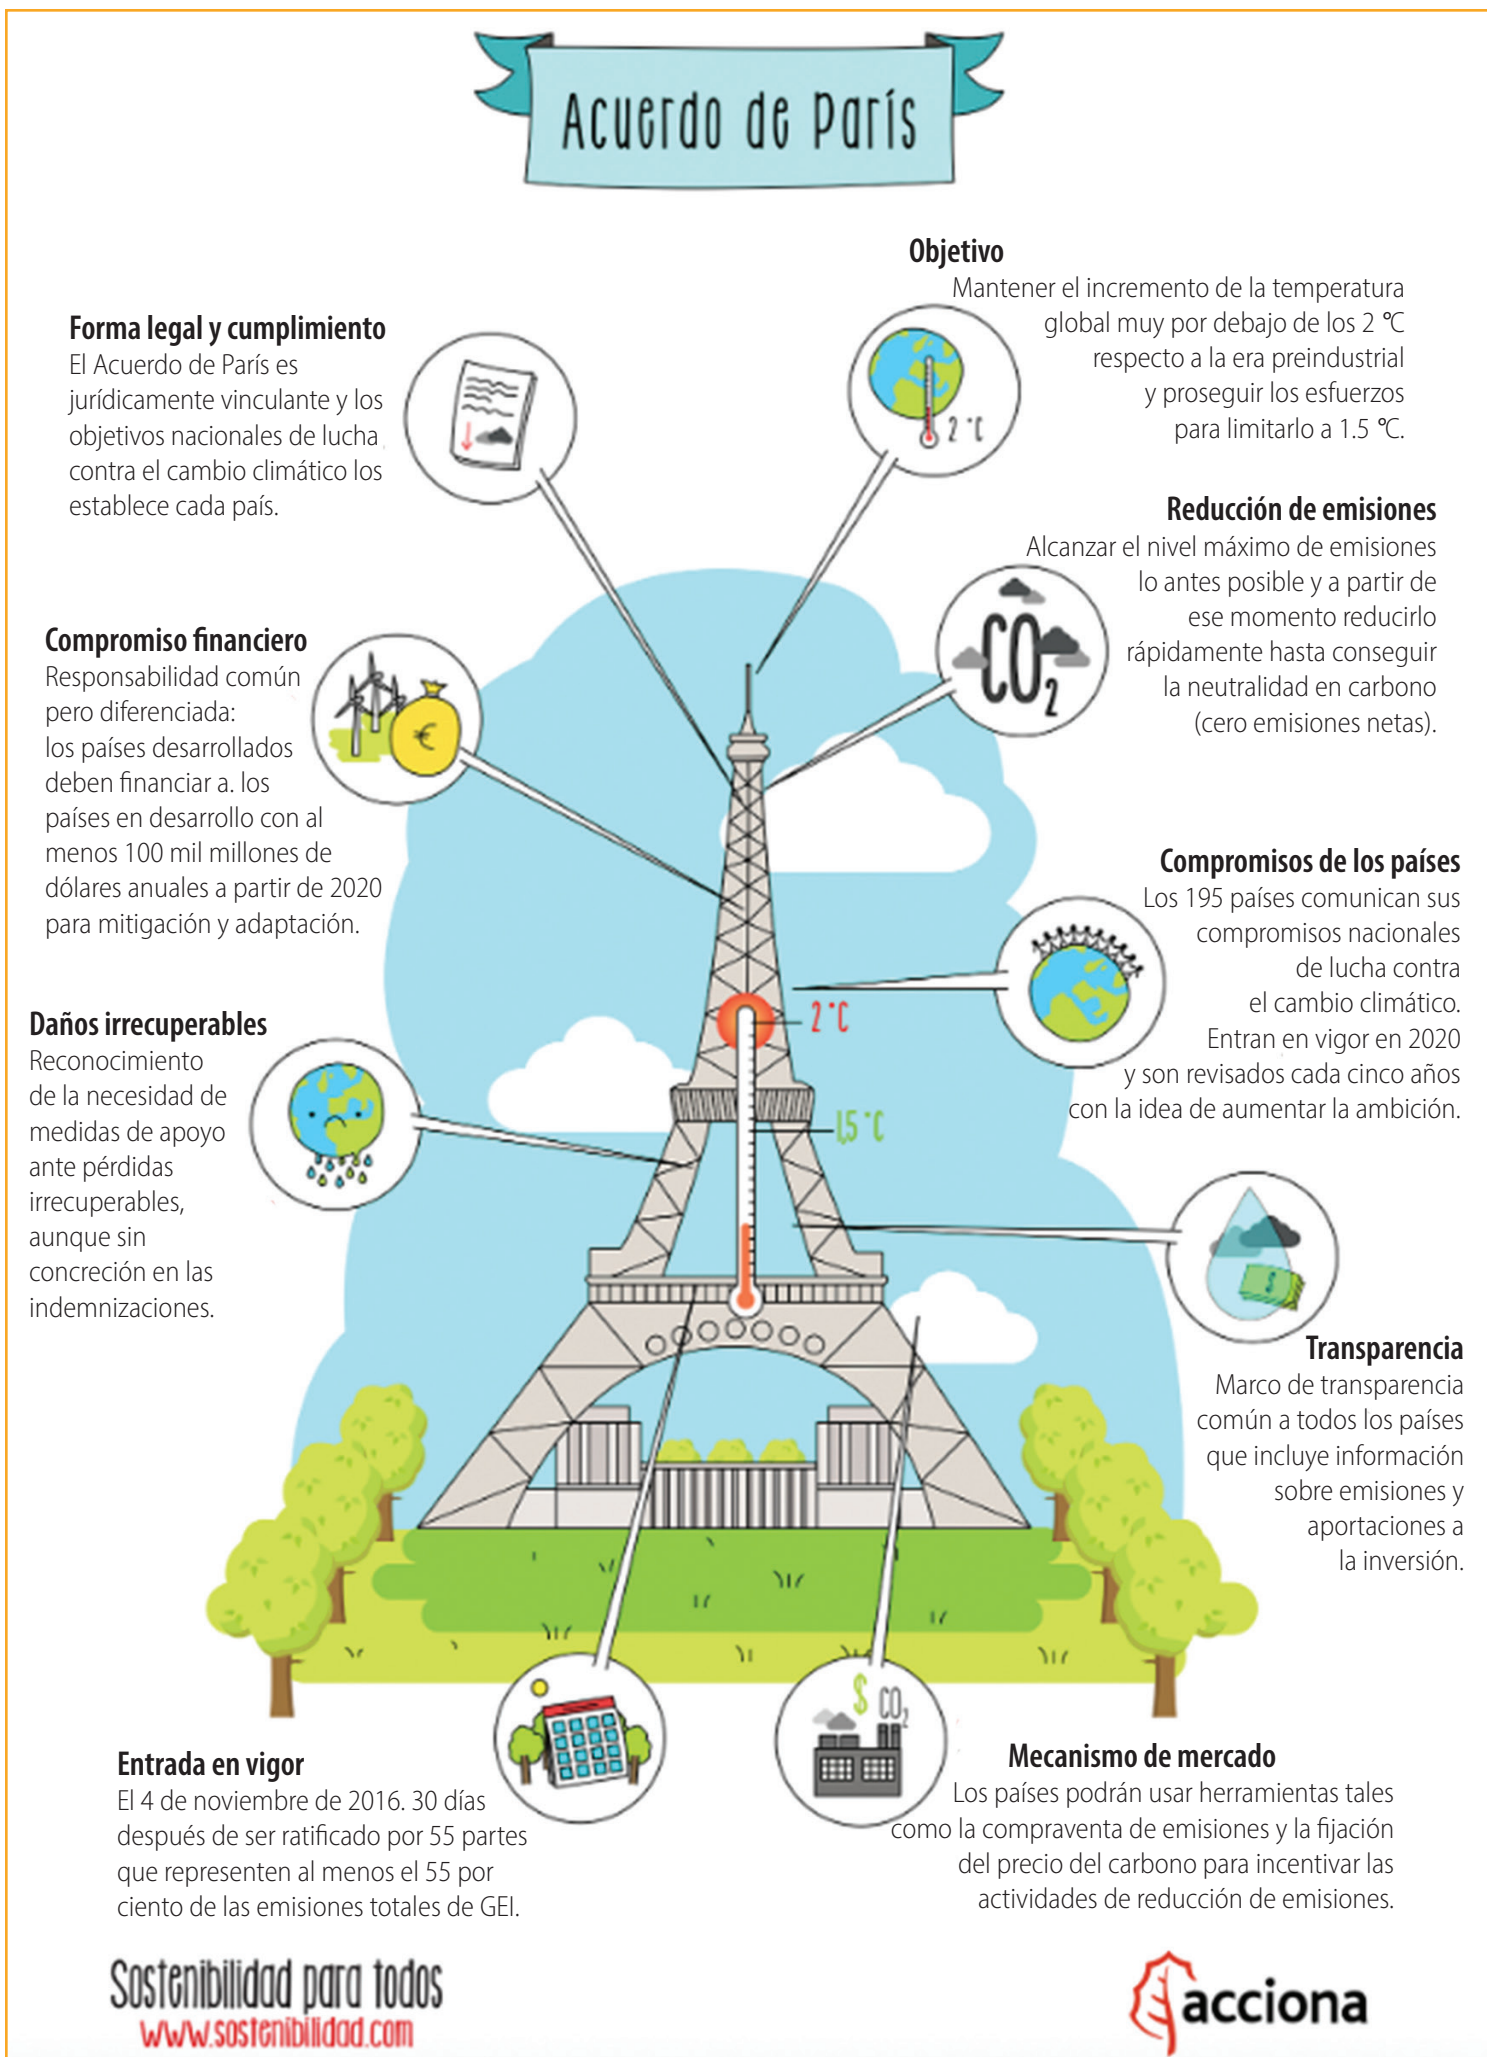 Acuerdo de París
Objetivo
Mantener el incremento de la temperatura
global muy por debajo de los 2 °C
respecto a la era preindustrial
y proseguir los esfuerzos
para limitarlo a 1.5 °C.
2 °C
Forma legal y cumplimiento
El Acuerdo de París es
jurídicamente vinculante y los
objetivos nacionales de lucha
contra el cambio climático los
establece cada país.
Reducción de emisiones
Alcanzar el nivel máximo de emisiones
lo antes posible y a partir de
ese momento reducirlo
rápidamente hasta conseguir
la neutralidad en carbono
(cero emisiones netas).
CO2
Compromiso financiero
Responsabilidad común
pero diferenciada:
los países desarrollados
deben financiar a. los
países en desarrollo con al
menos 100 mil millones de
dólares anuales a partir de 2020
para mitigación y adaptación.
€
Compromisos de los países
Los 195 países comunican sus
compromisos nacionales
de lucha contra
el cambio climático.
Entran en vigor en 2020
y son revisados cada cinco años
con la idea de aumentar la ambición.
2 °C
1,5 °C
Daños irrecuperables
Reconocimiento
de la necesidad de
medidas de apoyo
ante pérdidas
irrecuperables,
aunque sin
concreción en las
indemnizaciones.
$
Transparencia
Marco de transparencia
común a todos los países
que incluye información
sobre emisiones y
aportaciones a
la inversión.
$ CO2
Entrada en vigor
El 4 de noviembre de 2016. 30 días
después de ser ratificado por 55 partes
que representen al menos el 55 por
ciento de las emisiones totales de GEI.
Mecanismo de mercado
Los países podrán usar herramientas tales
como la compraventa de emisiones y la fijación
del precio del carbono para incentivar las
actividades de reducción de emisiones.
Sostenibilidad para todos
www.sostenibilidad.com
acciona